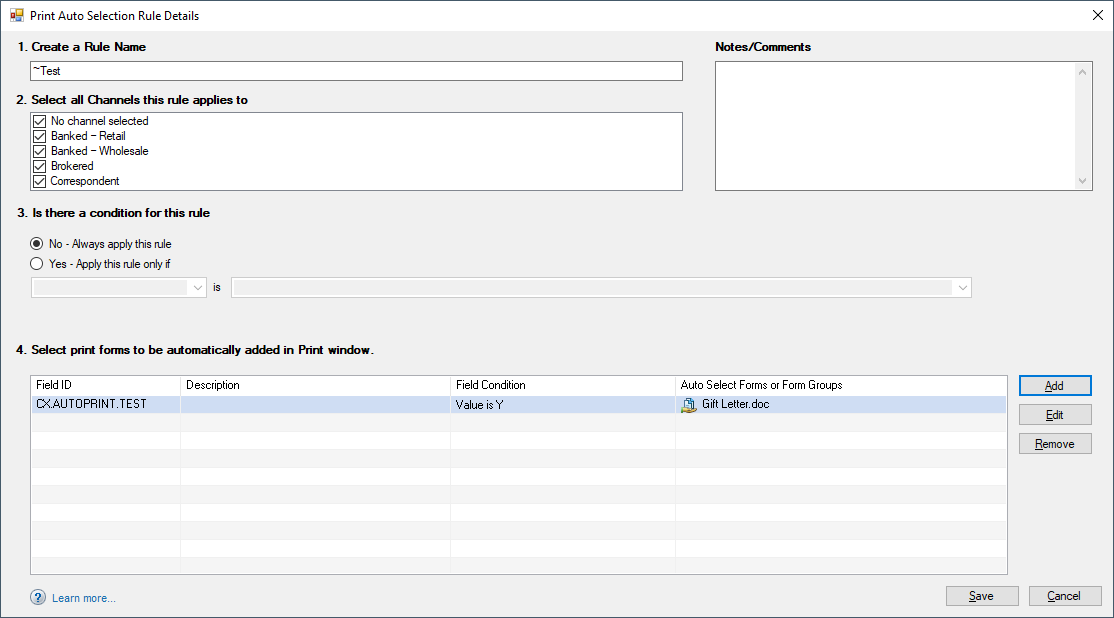 Print Auto Selection Rule Details
1. Create a Rule Name
~Test
2. Select all Channels this rule applies to
No channel selected
Banked – Retail
Banked – Wholesale
Brokered
Correspondent
Notes/Comments
3. Is there a condition for this rule
No - Always apply this rule
Yes - Apply this rule only if
is
4. Select print forms to be automatically added in Print window.
Field ID Description Field Condition Auto Select Forms or Form Groups
CX.AUTOPRINT.TEST Value is Y Gift Letter.doc
Add
Edit
Remove
? Learn more...
Save Cancel